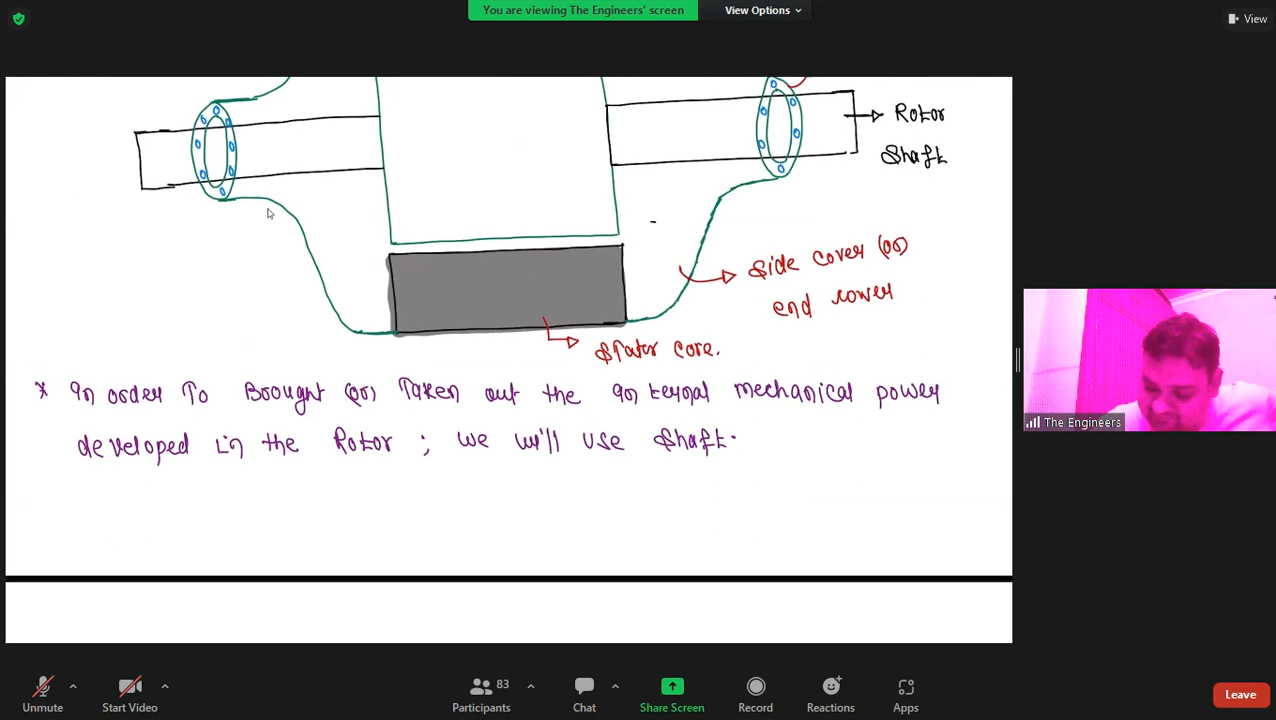 You are viewing The Engineers' screen
View Options
View
Rotor
Shaft
Side cover (or)
end cover
Stator core.
* In order To Brought (or) Taken out the Internal mechanical power
developed in the Rotor ; we will use Shaft.
The Engineers
Unmute
Start Video
83
Participants
Chat
Share Screen
Record
Reactions
Apps
Leave